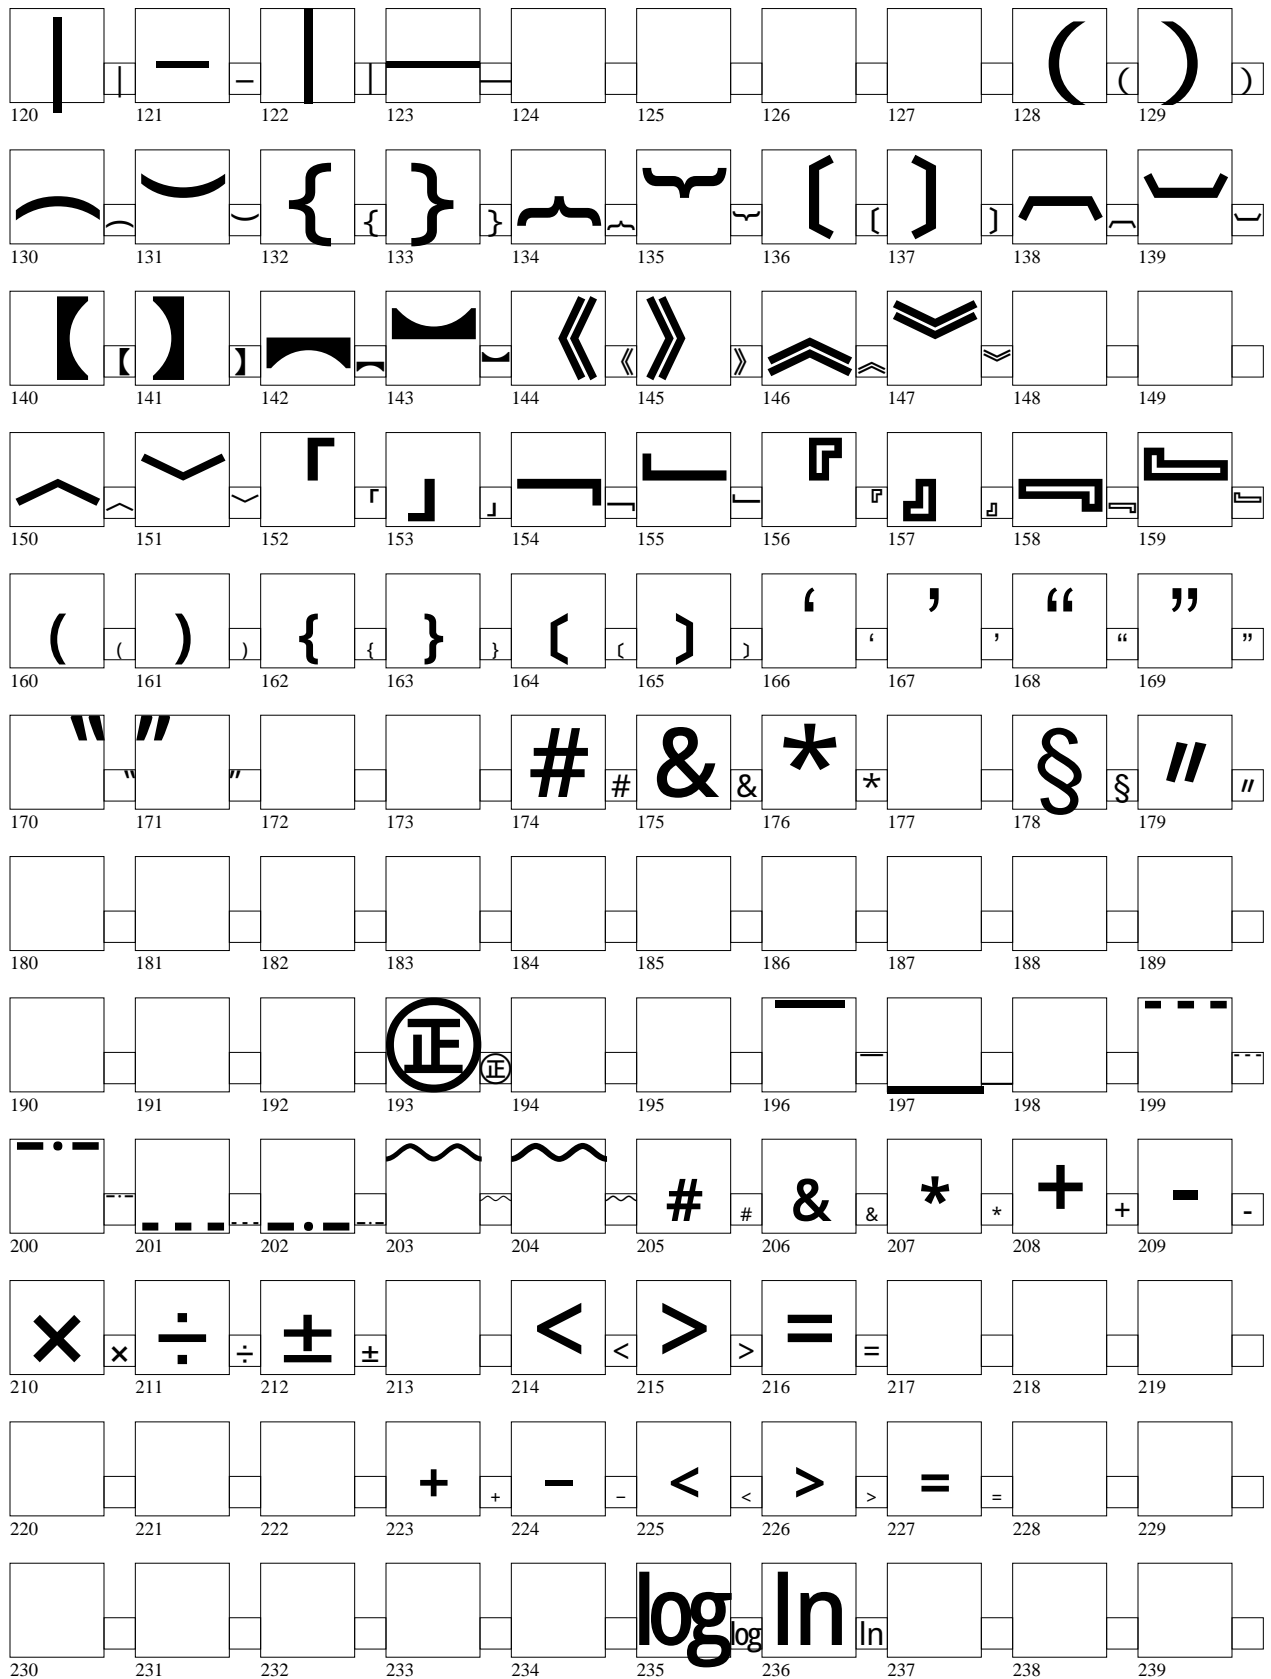 | | — — | | — — ( ( ) )
120 121 122 123 124 125 126 127 128 129
︵ ︵ ︶ ︶ { { } } ︷ ︷ ︸ ︸ 〔 〔 〕 〕 ︹ ︹ ︺ ︺
130 131 132 133 134 135 136 137 138 139
【 【 】 】 ︻ ︻ ︼ ︼ 《 《 》 》 ︽ ︽ ︾ ︾
140 141 142 143 144 145 146 147 148 149
︿ ︿ ﹀ ﹀ 「 「 」 」 ﹁ ﹁ ﹂ ﹂ 『 『 』 』 ﹃ ﹃ ﹄ ﹄
150 151 152 153 154 155 156 157 158 159
( ( ) ) { { } } 〔 〔 〕 〕 ‘ ‘ ’ ’ “ “ ” ”
160 161 162 163 164 165 166 167 168 169
〝 〝 〞 〞 # # & & * * § § 〃 〃
170 171 172 173 174 175 176 177 178 179
180 181 182 183 184 185 186 187 188 189
㊣ ㊣ ¯ ¯ _ _ ﹉ ﹉
190 191 192 193 194 195 196 197 198 199
﹊ ﹊ ﹍ ﹍ ﹎ ﹎ ﹋ ﹋ ﹌ ﹌ # # & & * * + + - -
200 201 202 203 204 205 206 207 208 209
× × ÷ ÷ ± ± < < > > = =
210 211 212 213 214 215 216 217 218 219
+ + − − < < > > = =
220 221 222 223 224 225 226 227 228 229
log log ln ln
230 231 232 233 234 235 236 237 238 239